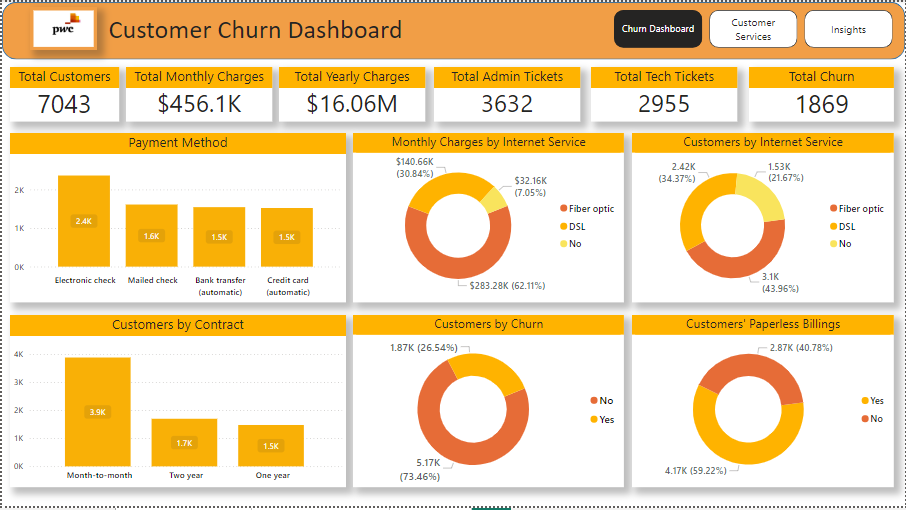 pwc
Customer Churn Dashboard
Churn Dashboard
Customer
Services
Insights
Total Customers
7043
Total Monthly Charges
$456.1K
Total Yearly Charges
$16.06M
Total Admin Tickets
3632
Total Tech Tickets
2955
Total Churn
1869
Payment Method
2K
1K
0K
2.4K
1.6K
1.5K
1.5K
Electronic check
Mailed check
Bank transfer
(automatic)
Credit card
(automatic)
Monthly Charges by Internet Service
$140.66K
(30.84%)
$32.16K
(7.05%)
$283.28K (62.11%)
Fiber optic
DSL
No
Customers by Internet Service
2.42K
(34.37%)
1.53K
(21.67%)
3.1K
(43.96%)
Fiber optic
DSL
No
Customers by Contract
4K
3K
2K
1K
0K
3.9K
1.7K
1.5K
Month-to-month
Two year
One year
Customers by Churn
1.87K (26.54%)
5.17K
(73.46%)
No
Yes
Customers' Paperless Billings
2.87K (40.78%)
4.17K (59.22%)
Yes
No